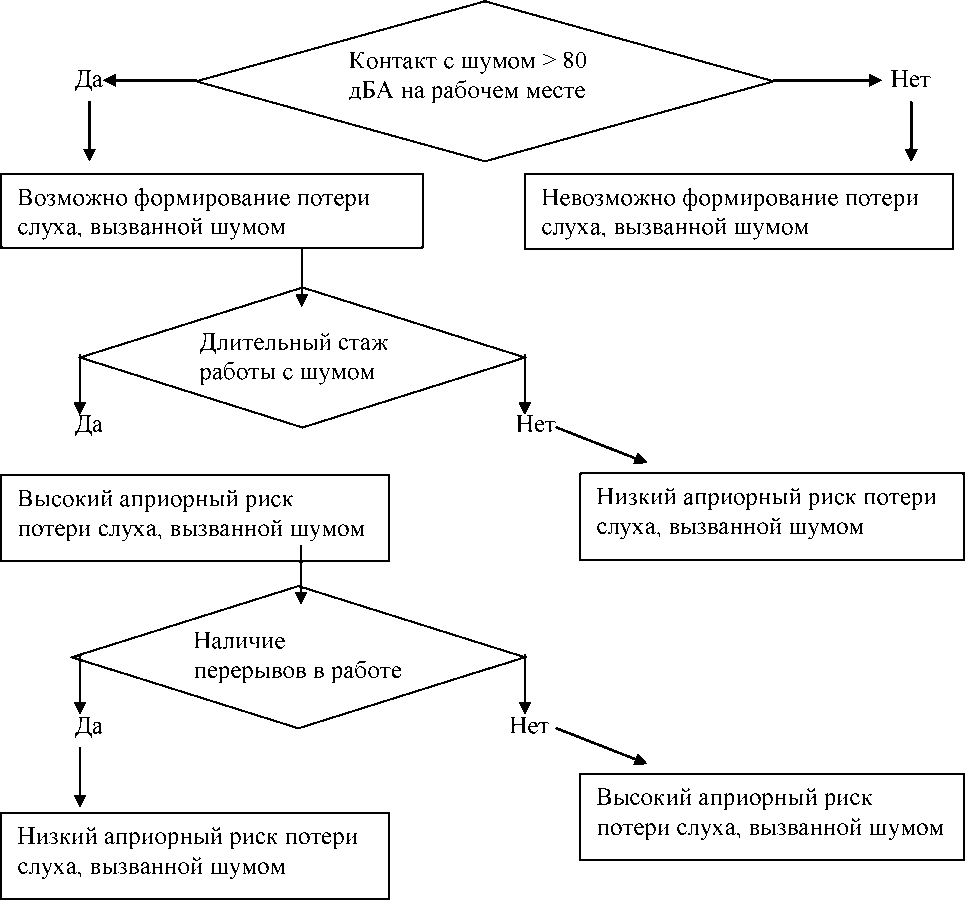 Контакт с шумом > 80
дБА на рабочем месте
Да
Нет
Возможно формирование потери
слуха, вызванной шумом
Невозможно формирование потери
слуха, вызванной шумом
Длительный стаж
работы с шумом
Да
Нет
Высокий априорный риск
потери слуха, вызванной шумом
Низкий априорный риск потери
слуха, вызванной шумом
Наличие
перерывов в работе
Да
Нет
Высокий априорный риск
потери слуха, вызванной шумом
Низкий априорный риск потери
слуха, вызванной шумом